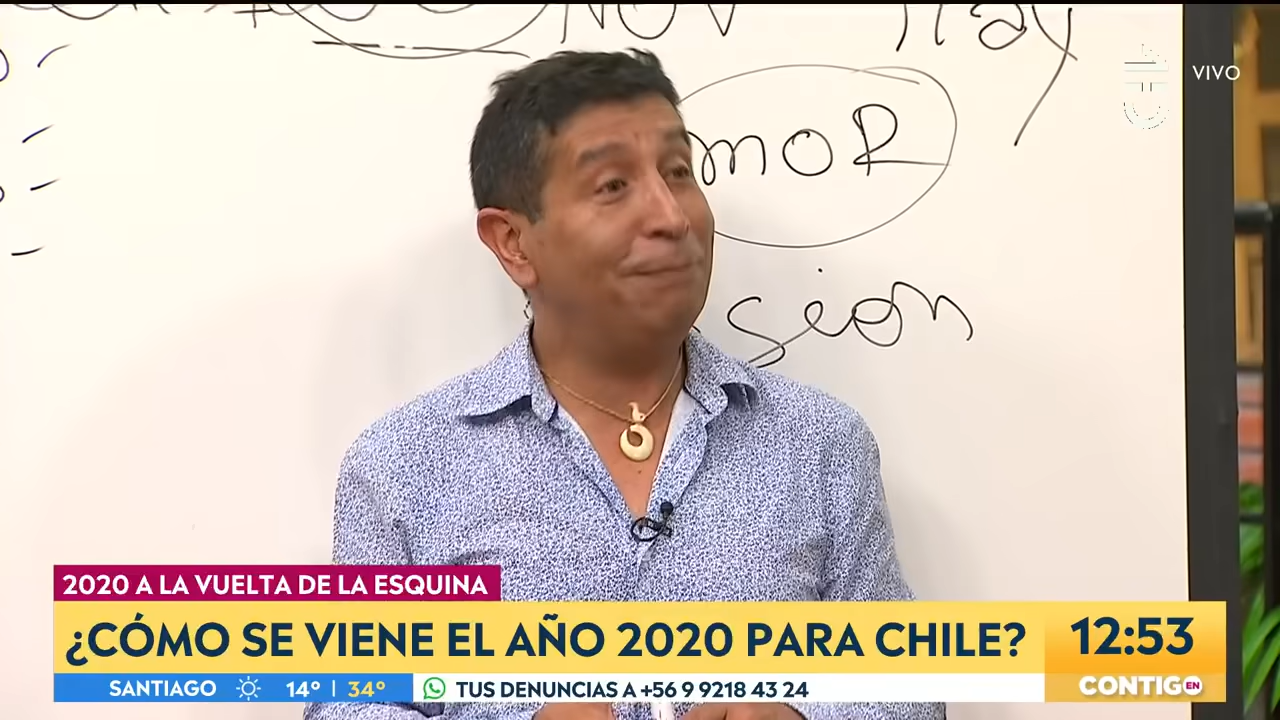 NOV Hay
VIVO
mOR
sion
2020 A LA VUELTA DE LA ESQUINA
¿CÓMO SE VIENE EL AÑO 2020 PARA CHILE?
12:53
SANTIAGO 14° | 34°
TUS DENUNCIAS A +56 9 9218 43 24
CONTIGO EN